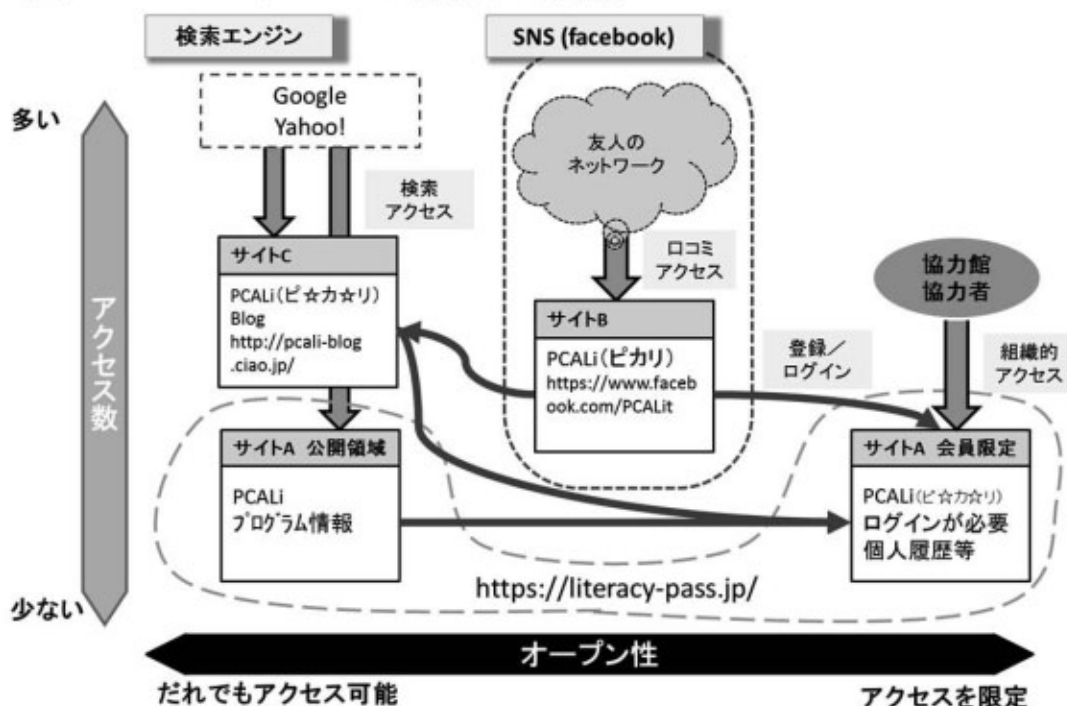 検索エンジン
SNS (facebook)
多い
Google
Yahoo!
友人の
ネットワーク
検索
アクセス
口コミ
アクセス
協力館
協力者
サイトC
PCALi(ピ☆カ☆リ)
Blog
http://pcali-blog
.ciao.jp/
サイトB
PCALi(ピカリ)
https://www.faceb
ook.com/PCALit
登録／
ログイン
組織的
アクセス
アクセス数
サイトA 公開領域
PCALi
プログラム情報
サイトA 会員限定
PCALi(ピ☆カ☆リ)
ログインが必要
個人履歴等
https://literacy-pass.jp/
少ない
オープン性
だれでもアクセス可能
アクセスを限定